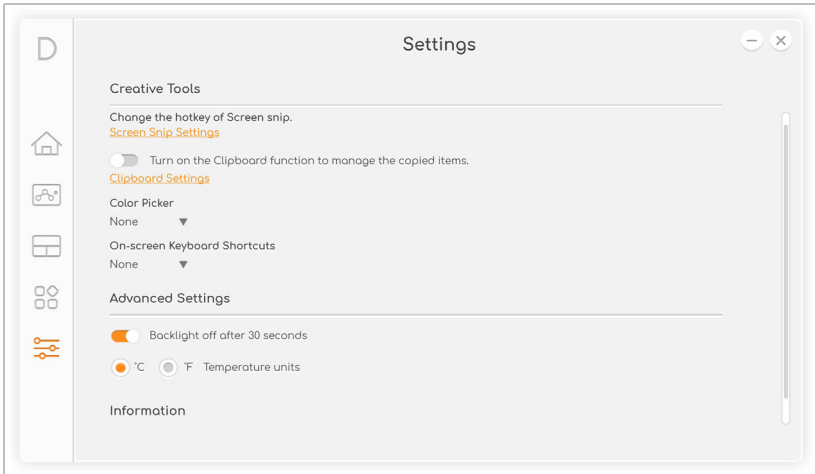 D
Settings
Creative Tools
Change the hotkey of Screen snip.
Screen Snip Settings
Turn on the Clipboard function to manage the copied items.
Clipboard Settings
Color Picker
None
On-screen Keyboard Shortcuts
None
Advanced Settings
Backlight off after 30 seconds
°C °F Temperature units
Information